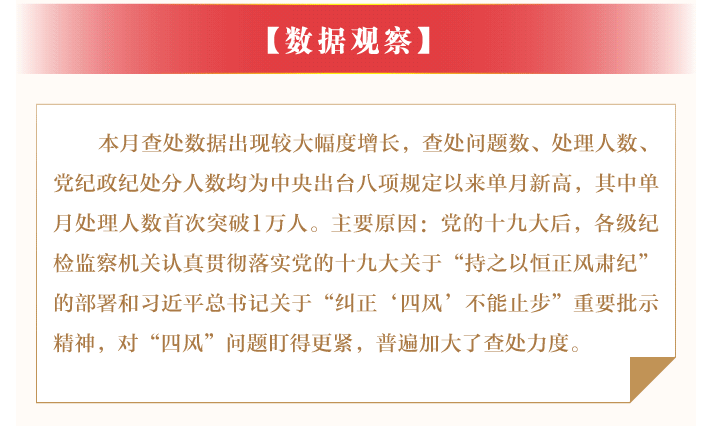 【数据观察】
本月查处数据出现较大幅度增长，查处问题数、处理人数、
党纪政纪处分人数均为中央出台八项规定以来单月新高，其中单
月处理人数首次突破1万人。主要原因：党的十九大后，各级纪
检监察机关认真贯彻落实党的十九大关于“持之以恒正风肃纪”
的部署和习近平总书记关于“纠正‘四风’不能止步”重要批示
精神，对“四风”问题盯得更紧，普遍加大了查处力度。